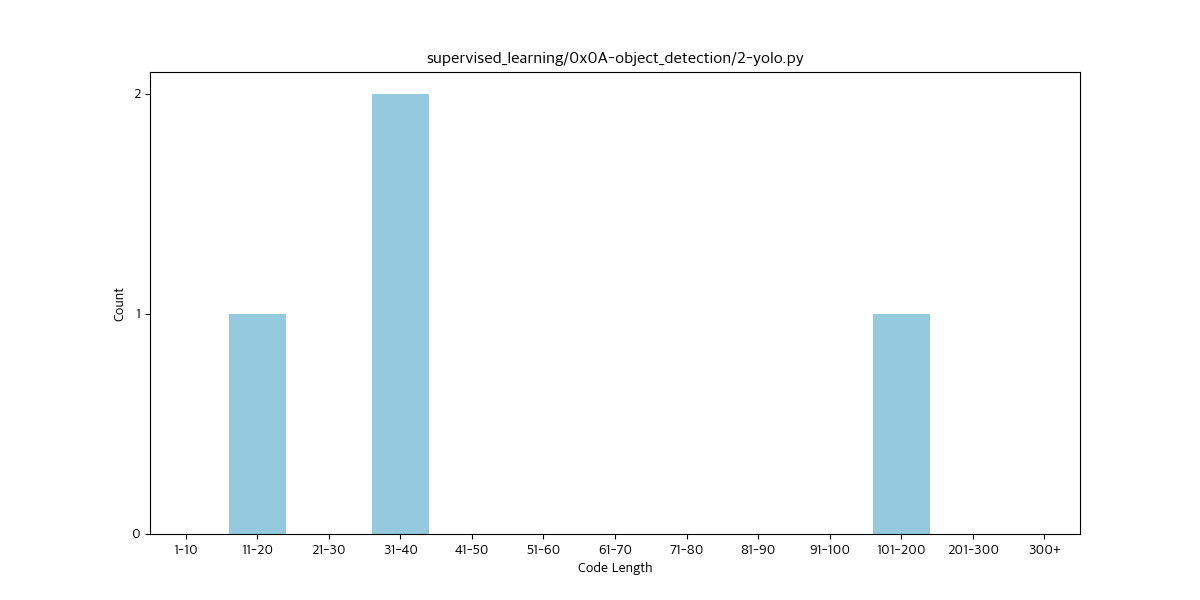 supervised_learning/0x0A-object_detection/2-yolo.py
Count
2
1
0
1-10 11-20 21-30 31-40 41-50 51-60 61-70 71-80 81-90 91-100 101-200 201-300 300+
Code Length